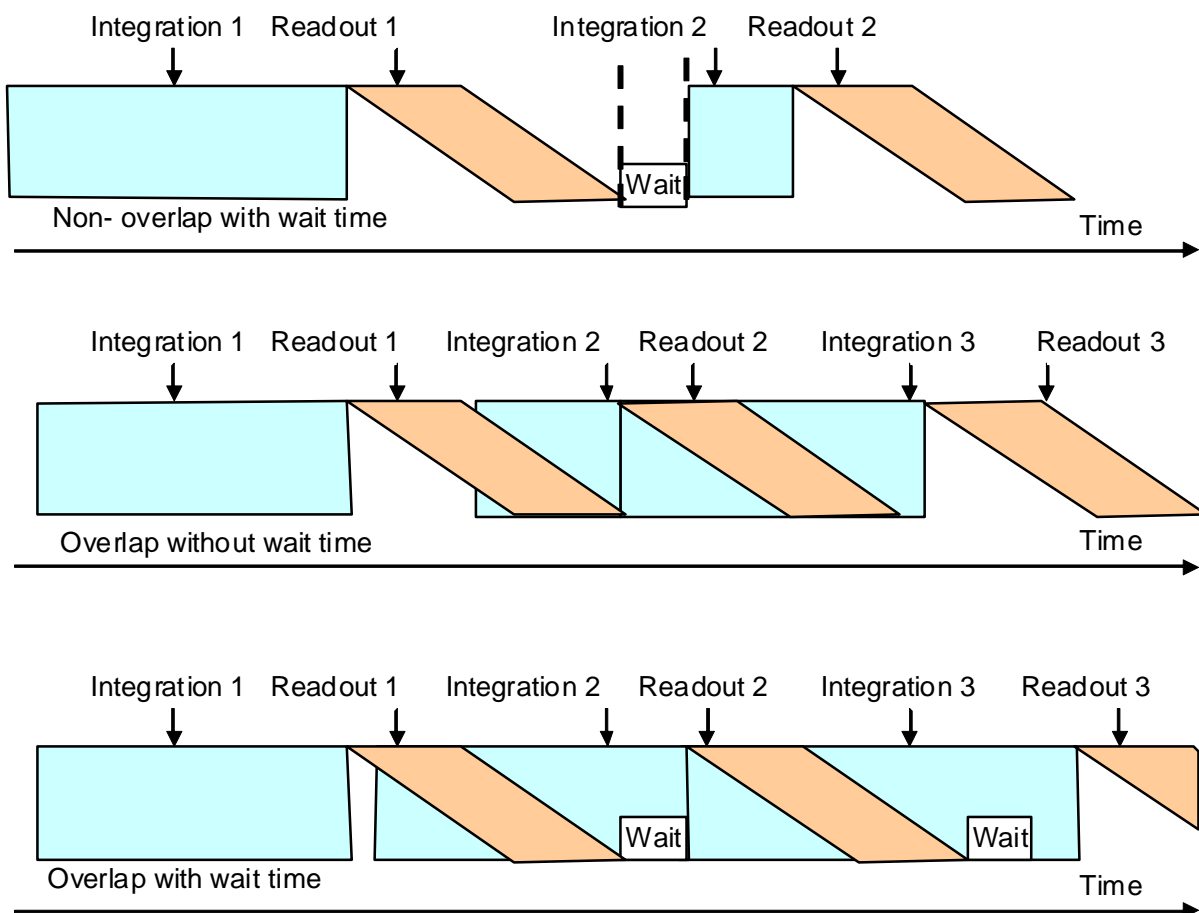 Integration 1 Readout 1 Integration 2 Readout 2
Wait
Non- overlap with wait time
Time
Integration 1 Readout 1 Integration 2 Readout 2 Integration 3 Readout 3
Overlap without wait time
Time
Integration 1 Readout 1 Integration 2 Readout 2 Integration 3 Readout 3
Wait Wait
Overlap with wait time
Time